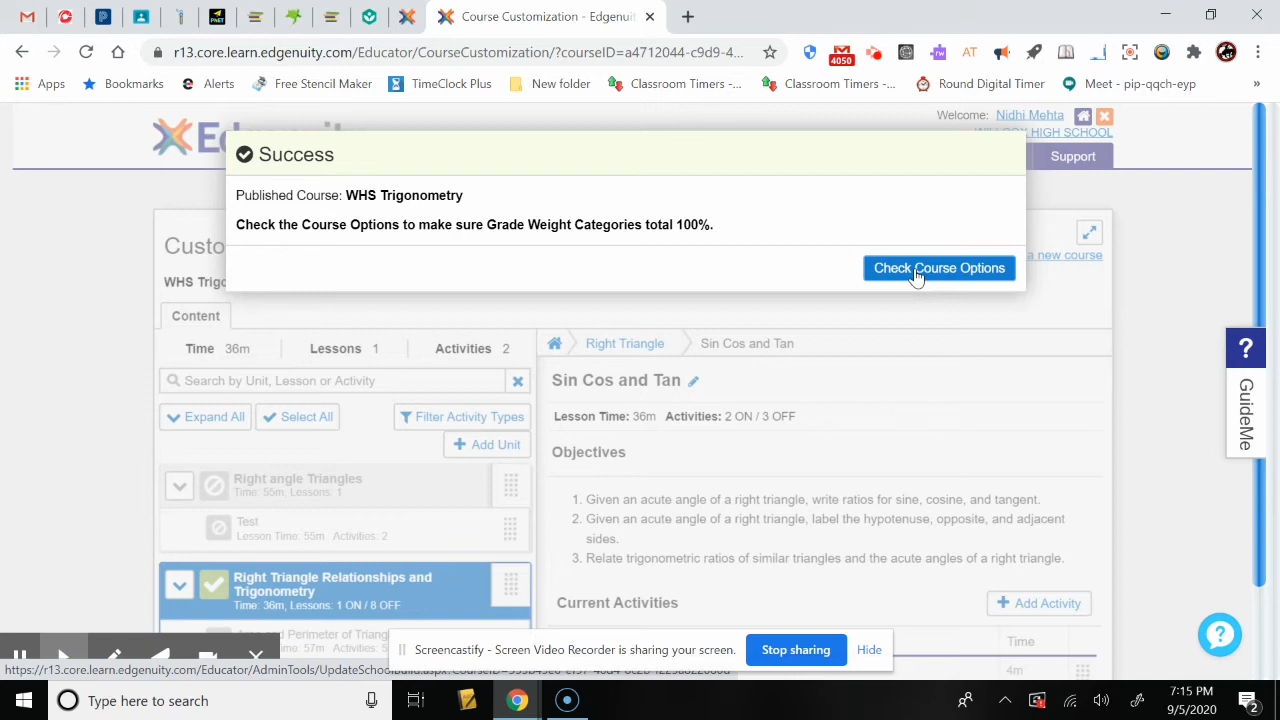 Course Customization - Edgenuity
r13.core.learn.edgenuity.com/Educator/CourseCustomization/?courseID=a4712044-c9d9-4...
4050
rw
AT
Apps
Bookmarks
Alerts
Free Stencil Maker
TimeClock Plus
New folder
Classroom Timers -...
Classroom Timers -...
Round Digital Timer
Meet - pip-qqch-eyp
»
Welcome: Nidhi Mehta
WILCOX HIGH SCHOOL
Support
Success
Published Course: WHS Trigonometry
Check the Course Options to make sure Grade Weight Categories total 100%.
Check Course Options
a new course
WHS Trigo
Content
Time 36m
Lessons 1
Activities 2
Search by Unit, Lesson or Activity
Expand All
Select All
Filter Activity Types
Add Unit
Right angle Triangles
Time: 55m, Lessons: 1
Test
Lesson Time: 55m Activities: 2
Right Triangle Relationships and
Trigonometry
Time: 36m, Lessons: 1 ON / 8 OFF
Right Triangle
Sin Cos and Tan
Sin Cos and Tan
Lesson Time: 36m Activities: 2 ON / 3 OFF
Objectives
1. Given an acute angle of a right triangle, write ratios for sine, cosine, and tangent.
2. Given an acute angle of a right triangle, label the hypotenuse, opposite, and adjacent
sides.
3. Relate trigonometric ratios of similar triangles and the acute angles of a right triangle.
Current Activities
Add Activity
Time
4m
? GuideMe
Screencastify - Screen Video Recorder is sharing your screen.
Stop sharing
Hide
Type here to search
7:15 PM
9/5/2020
2